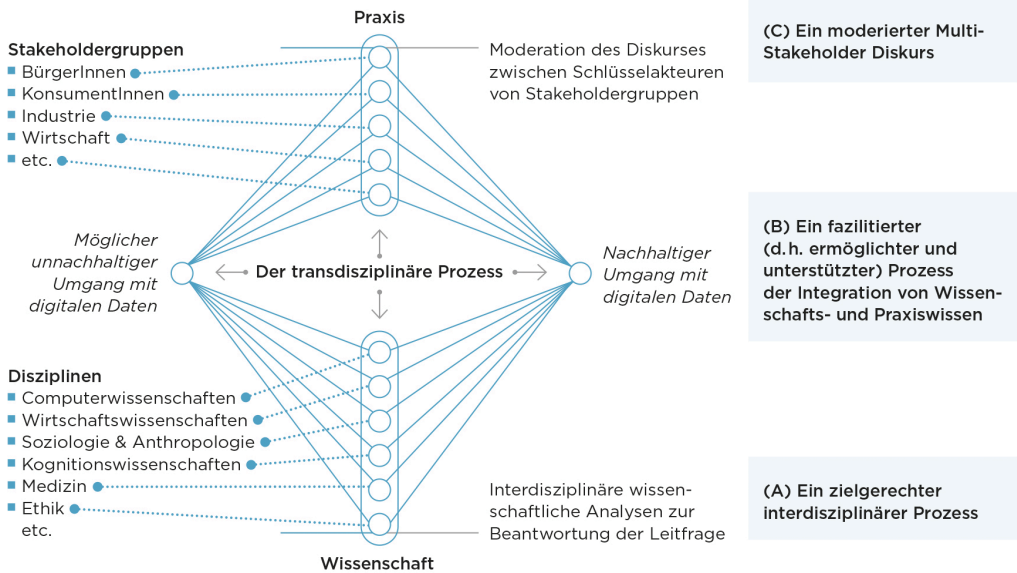 Praxis
Stakeholdergruppen
BürgerInnen
KonsumentInnen
Industrie
Wirtschaft
etc.
Moderation des Diskurses
zwischen Schlüsselakteuren
von Stakeholdergruppen
(C) Ein moderierter Multi-
Stakeholder Diskurs
Möglicher
unnachhaltiger
Umgang mit
digitalen Daten
Der transdisziplinäre Prozess
Nachhaltiger
Umgang mit
digitalen Daten
(B) Ein fazilitierter
(d. h. ermöglichter und
unterstützter) Prozess
der Integration von Wissen-
schafts- und Praxiswissen
Disziplinen
Computerwissenschaften
Wirtschaftswissenschaften
Soziologie & Anthropologie
Kognitionswissenschaften
Medizin
Ethik
etc.
Interdisziplinäre wissen-
schaftliche Analysen zur
Beantwortung der Leitfrage
(A) Ein zielgerechter
interdisziplinärer Prozess
Wissenschaft